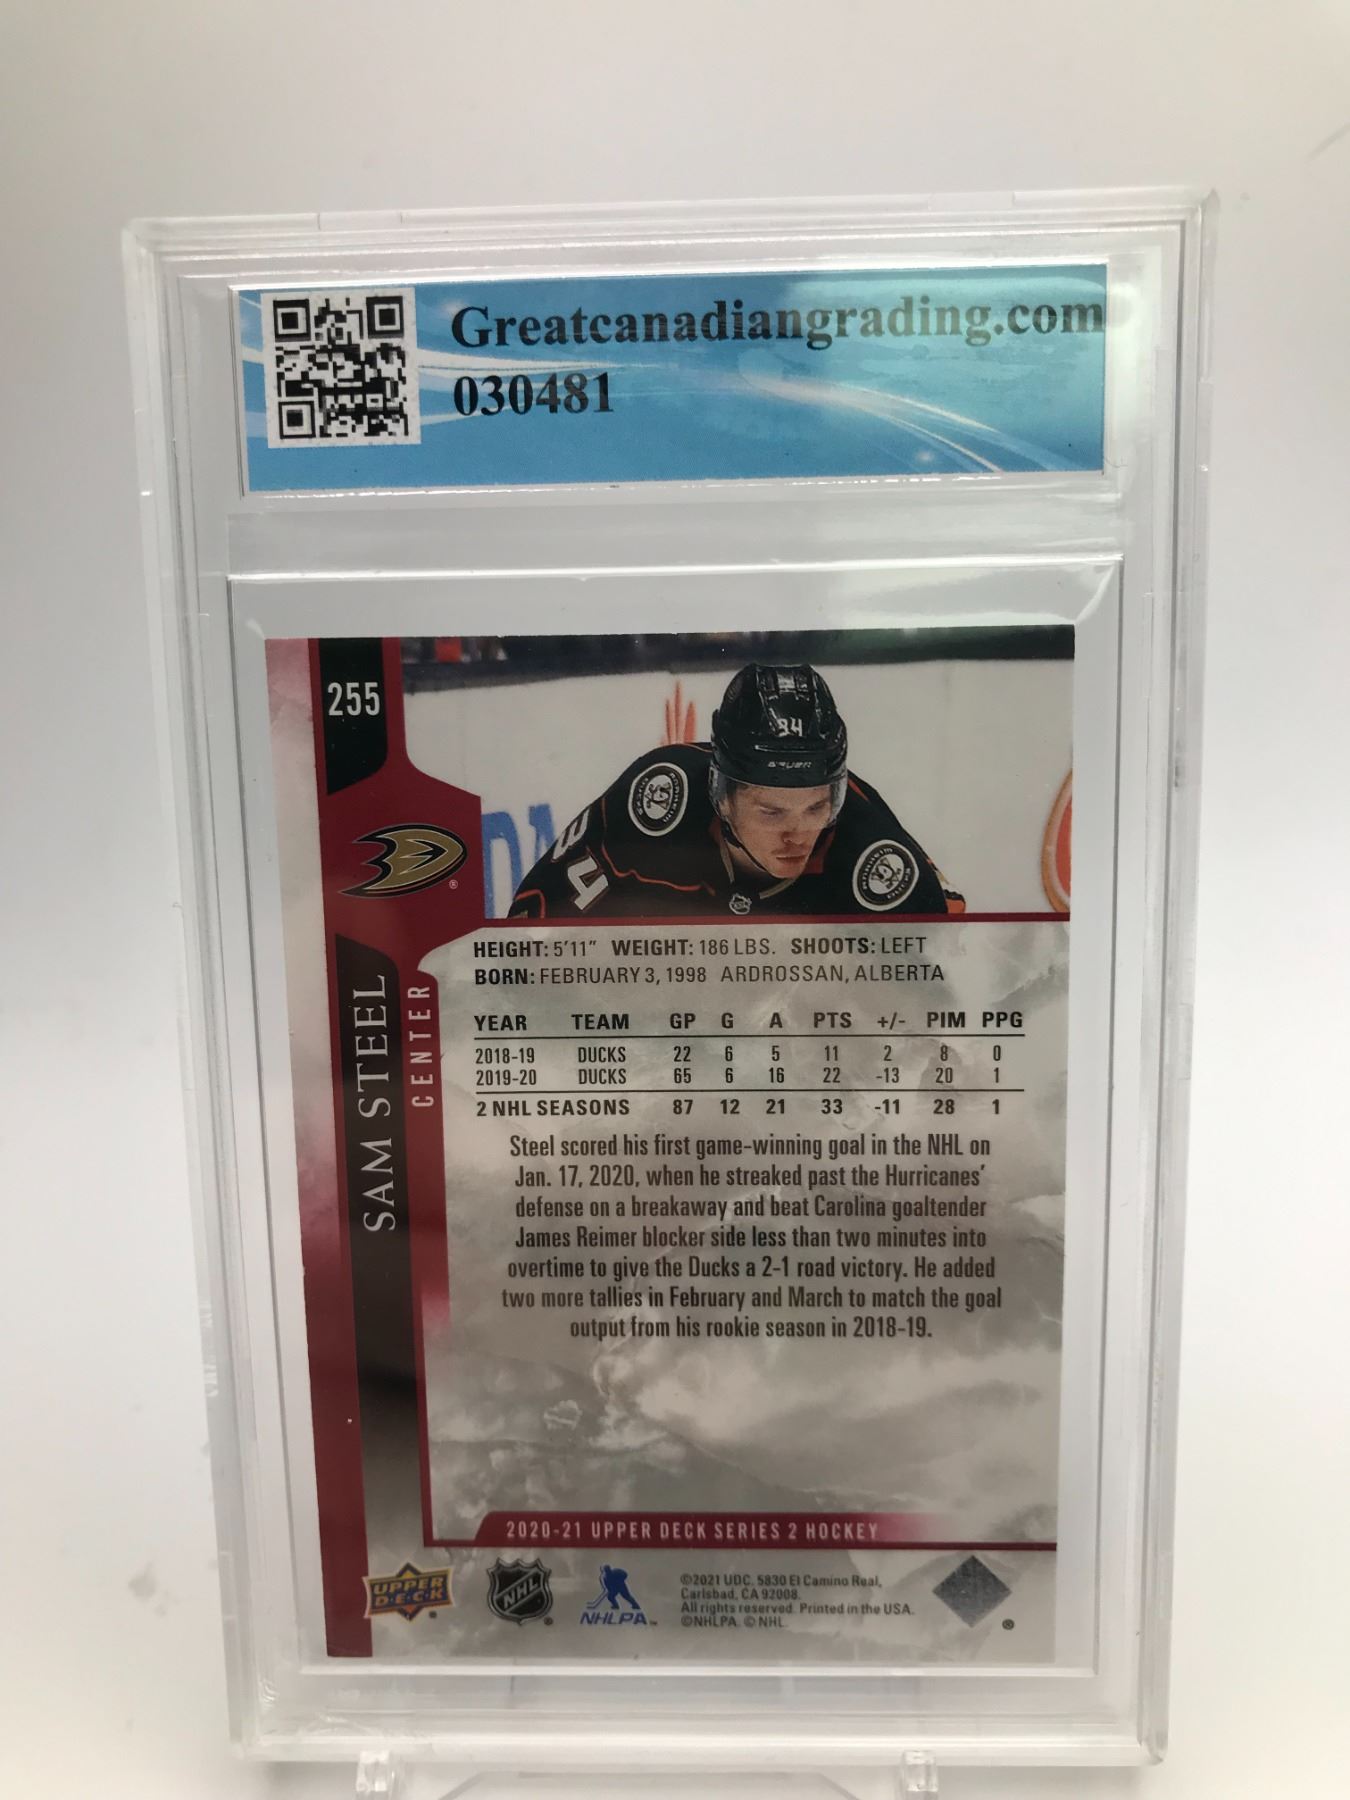 Greatcanadiangrading.com
030481
255
34
BAUER
34
SAM STEEL
CENTER
HEIGHT: 5'11" WEIGHT: 186 LBS. SHOOTS: LEFT
BORN: FEBRUARY 3, 1998 ARDROSSAN, ALBERTA
YEAR TEAM GP G A PTS +/- PIM PPG
2018-19 DUCKS 22 6 5 11 2 8 0
2019-20 DUCKS 65 6 16 22 -13 20 1
2 NHL SEASONS 87 12 21 33 -11 28 1
Steel scored his first game-winning goal in the NHL on
Jan. 17, 2020, when he streaked past the Hurricanes'
defense on a breakaway and beat Carolina goaltender
James Reimer blocker side less than two minutes into
overtime to give the Ducks a 2-1 road victory. He added
two more tallies in February and March to match the goal
output from his rookie season in 2018-19.
2020-21 UPPER DECK SERIES 2 HOCKEY
UPPER
D·E·C·K
®
NHL
®
NHLPA™
©2021 UDC. 5830 El Camino Real,
Carlsbad, CA 92008.
All rights reserved. Printed in the USA.
©NHLPA. © NHL.
®